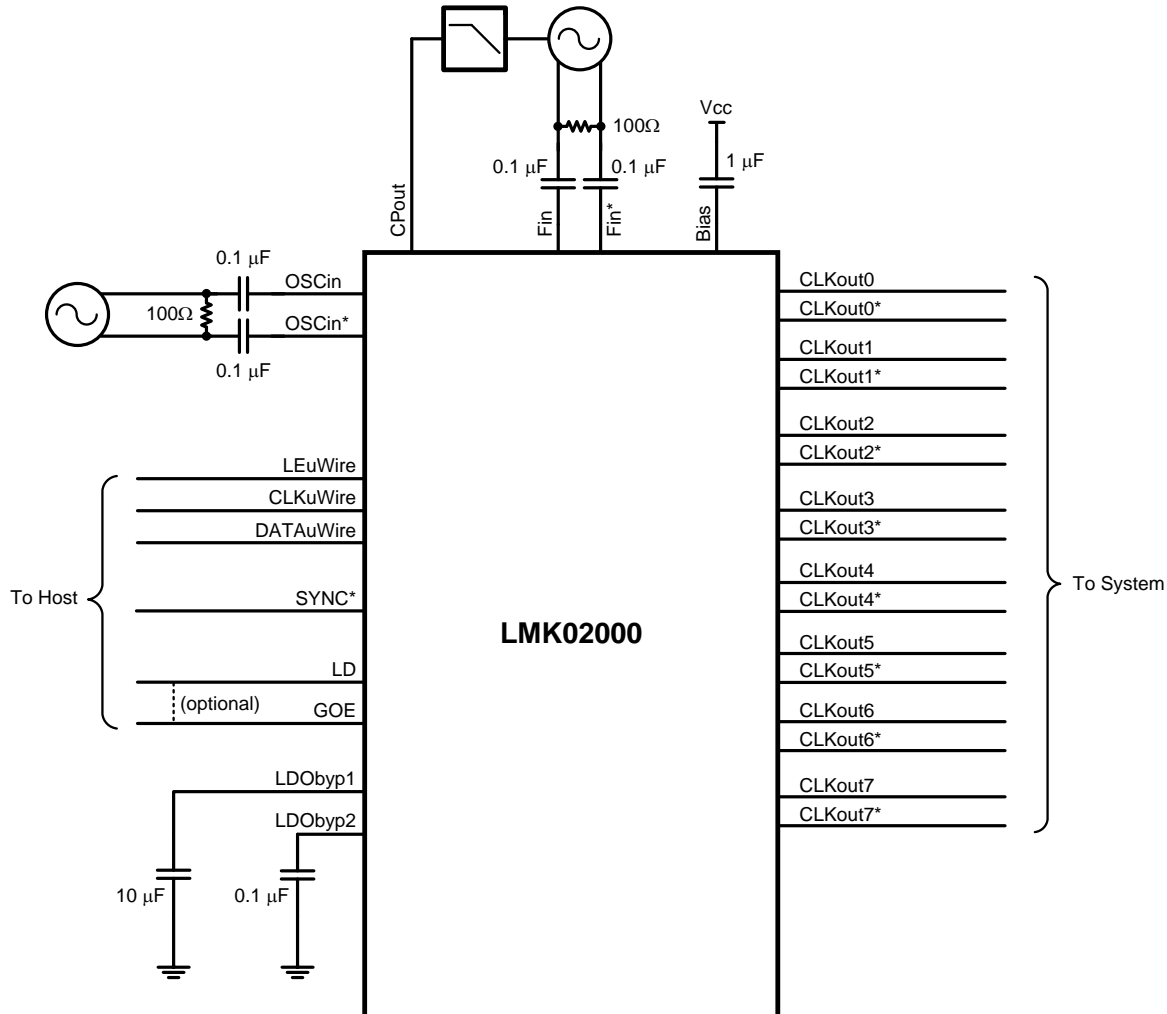 100Ω
Vcc
0.1 μF
0.1 μF
1 μF
CPout
Fin
Fin*
Bias
0.1 μF
OSCin
100Ω
OSCin*
0.1 μF
LEuWire
CLKuWire
DATAuWire
To Host
SYNC*
LD
(optional)
GOE
LDObyp1
LDObyp2
10 μF
0.1 μF
LMK02000
CLKout0
CLKout0*
CLKout1
CLKout1*
CLKout2
CLKout2*
CLKout3
CLKout3*
CLKout4
CLKout4*
CLKout5
CLKout5*
CLKout6
CLKout6*
CLKout7
CLKout7*
To System